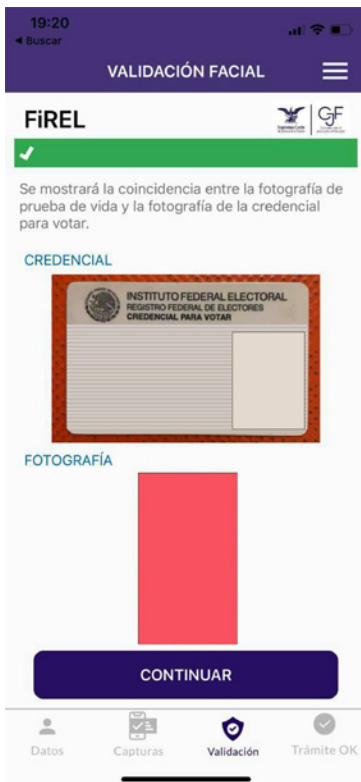 19:20
◀ Buscar
VALIDACIÓN FACIAL
FiREL
CJF
Se mostrará la coincidencia entre la fotografía de
prueba de vida y la fotografía de la credencial
para votar.
CREDENCIAL
INSTITUTO FEDERAL ELECTORAL
REGISTRO FEDERAL DE ELECTORES
CREDENCIAL PARA VOTAR
FOTOGRAFÍA
CONTINUAR
Datos
Capturas
Validación
Trámite OK